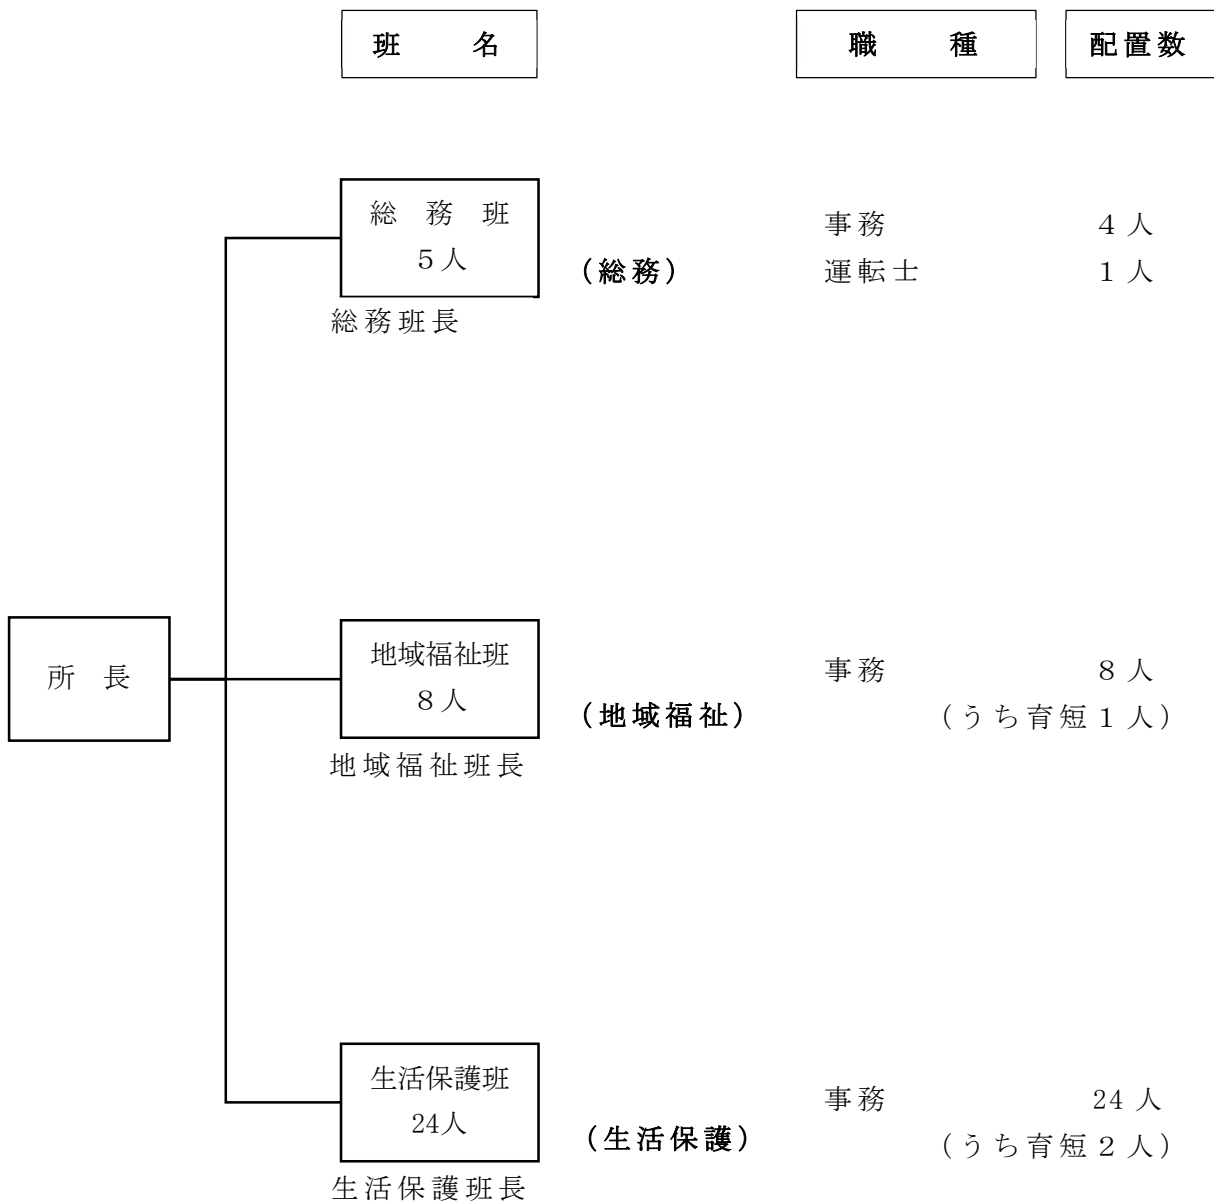 班　名　職　種　配置数
総　務　班　事務　４人
５人　(総務)　運転士　１人
総務班長
所　長　地域福祉班　事務　８人
８人　(地域福祉)　(うち育短１人)
地域福祉班長
生活保護班　事務　24人
24人　(生活保護)　(うち育短２人)
生活保護班長